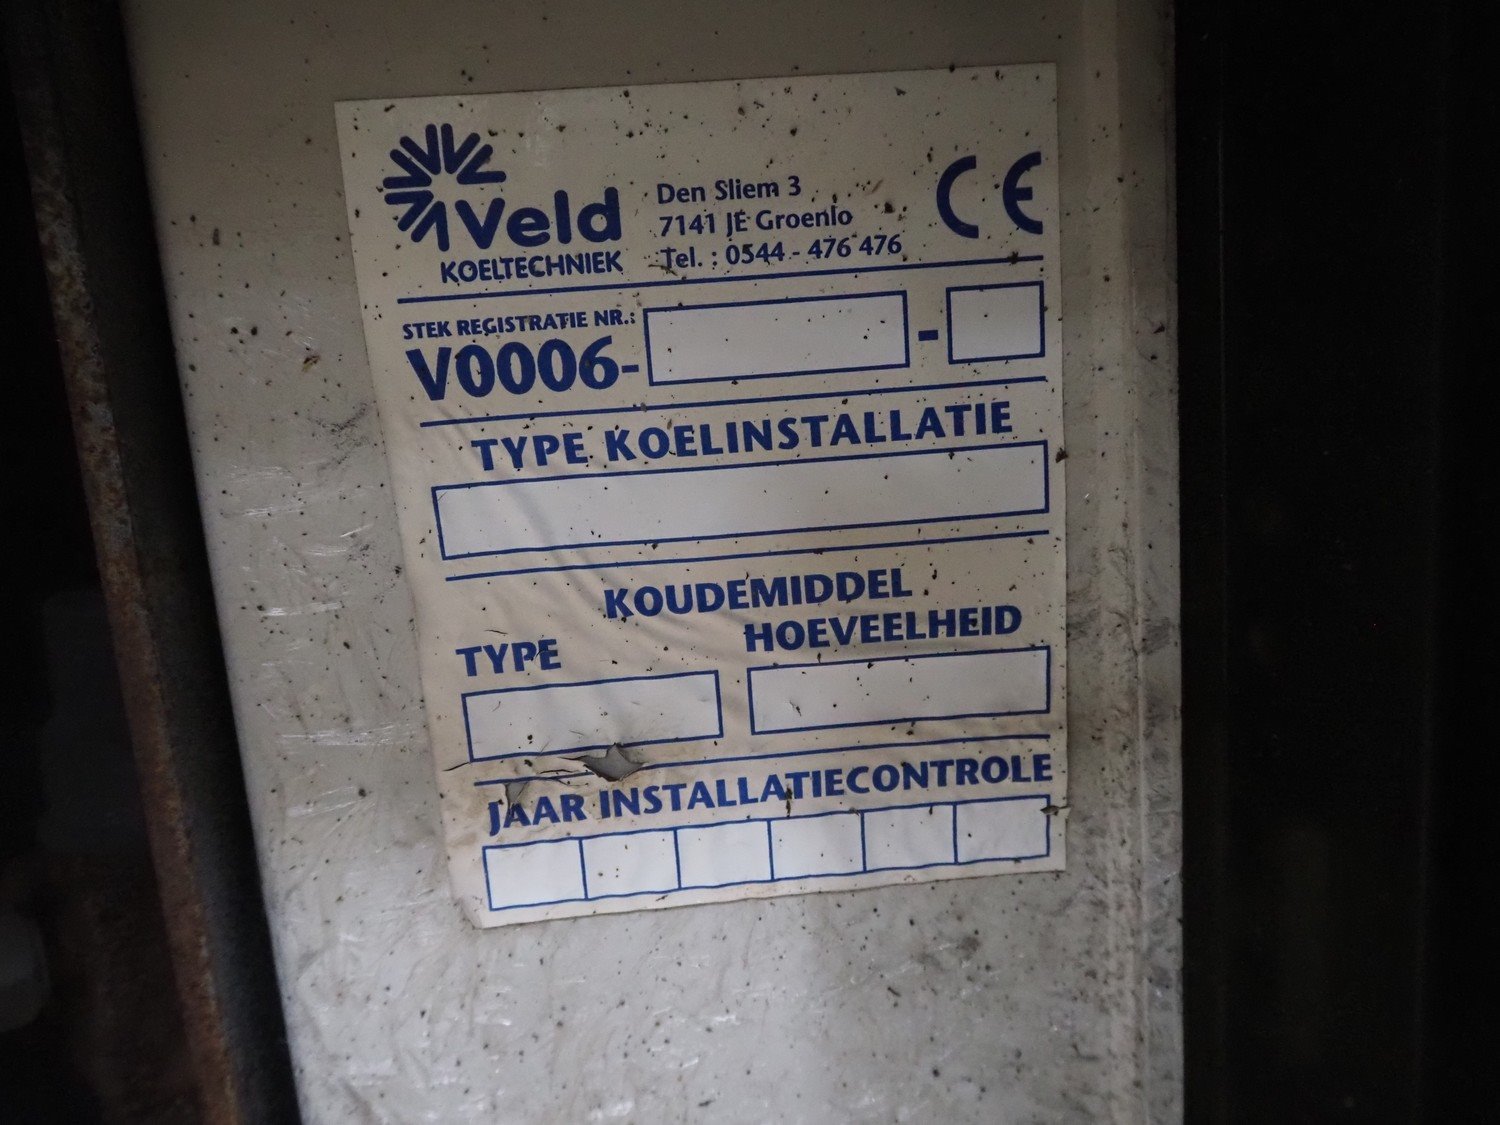 Veld
KOELTECHNIEK
Den Sliem 3
7141 JE Groenlo
Tel. : 0544 - 476 476
CE
STEK REGISTRATIE NR.:
V0006- -
TYPE KOELINSTALLATIE
KOUDEMIDDEL
TYPE HOEVEELHEID
JAAR INSTALLATIECONTROLE